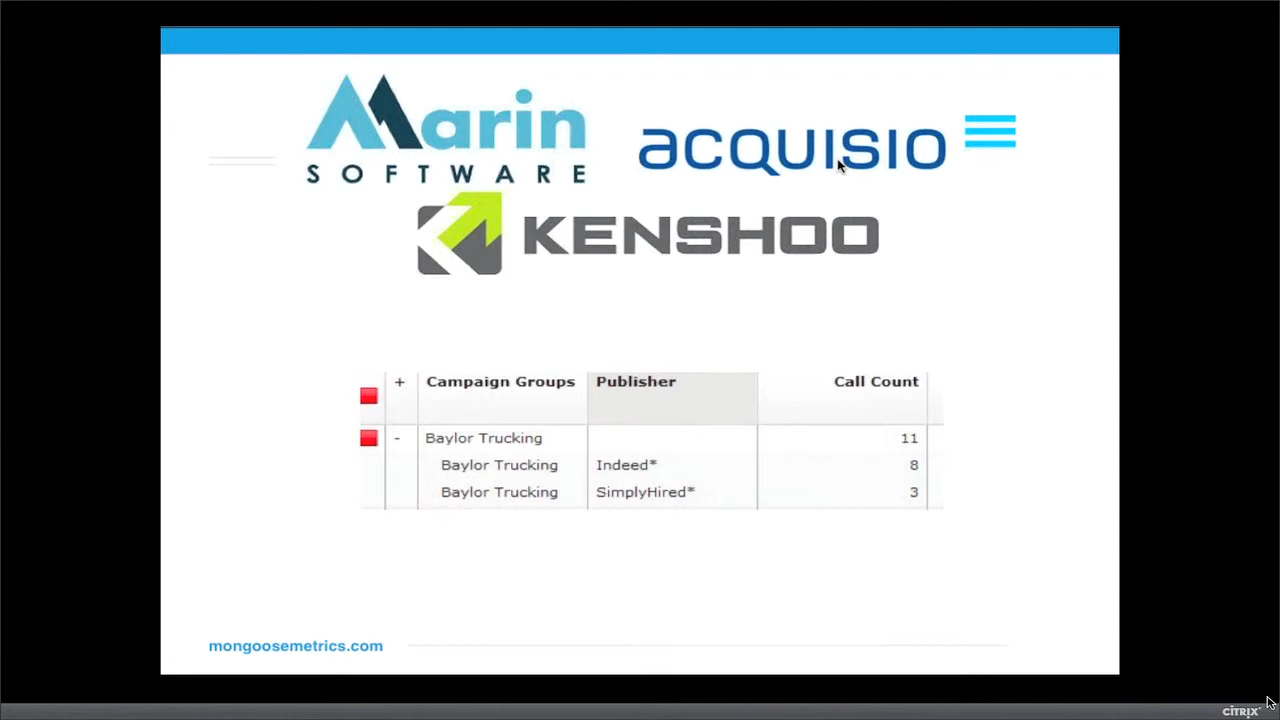 Marin
SOFTWARE
ACQUISIO
KENSHOO
+ Campaign Groups Publisher Call Count
- Baylor Trucking 11
Baylor Trucking Indeed* 8
Baylor Trucking SimplyHired* 3
mongoosemetrics.com
CITRIX